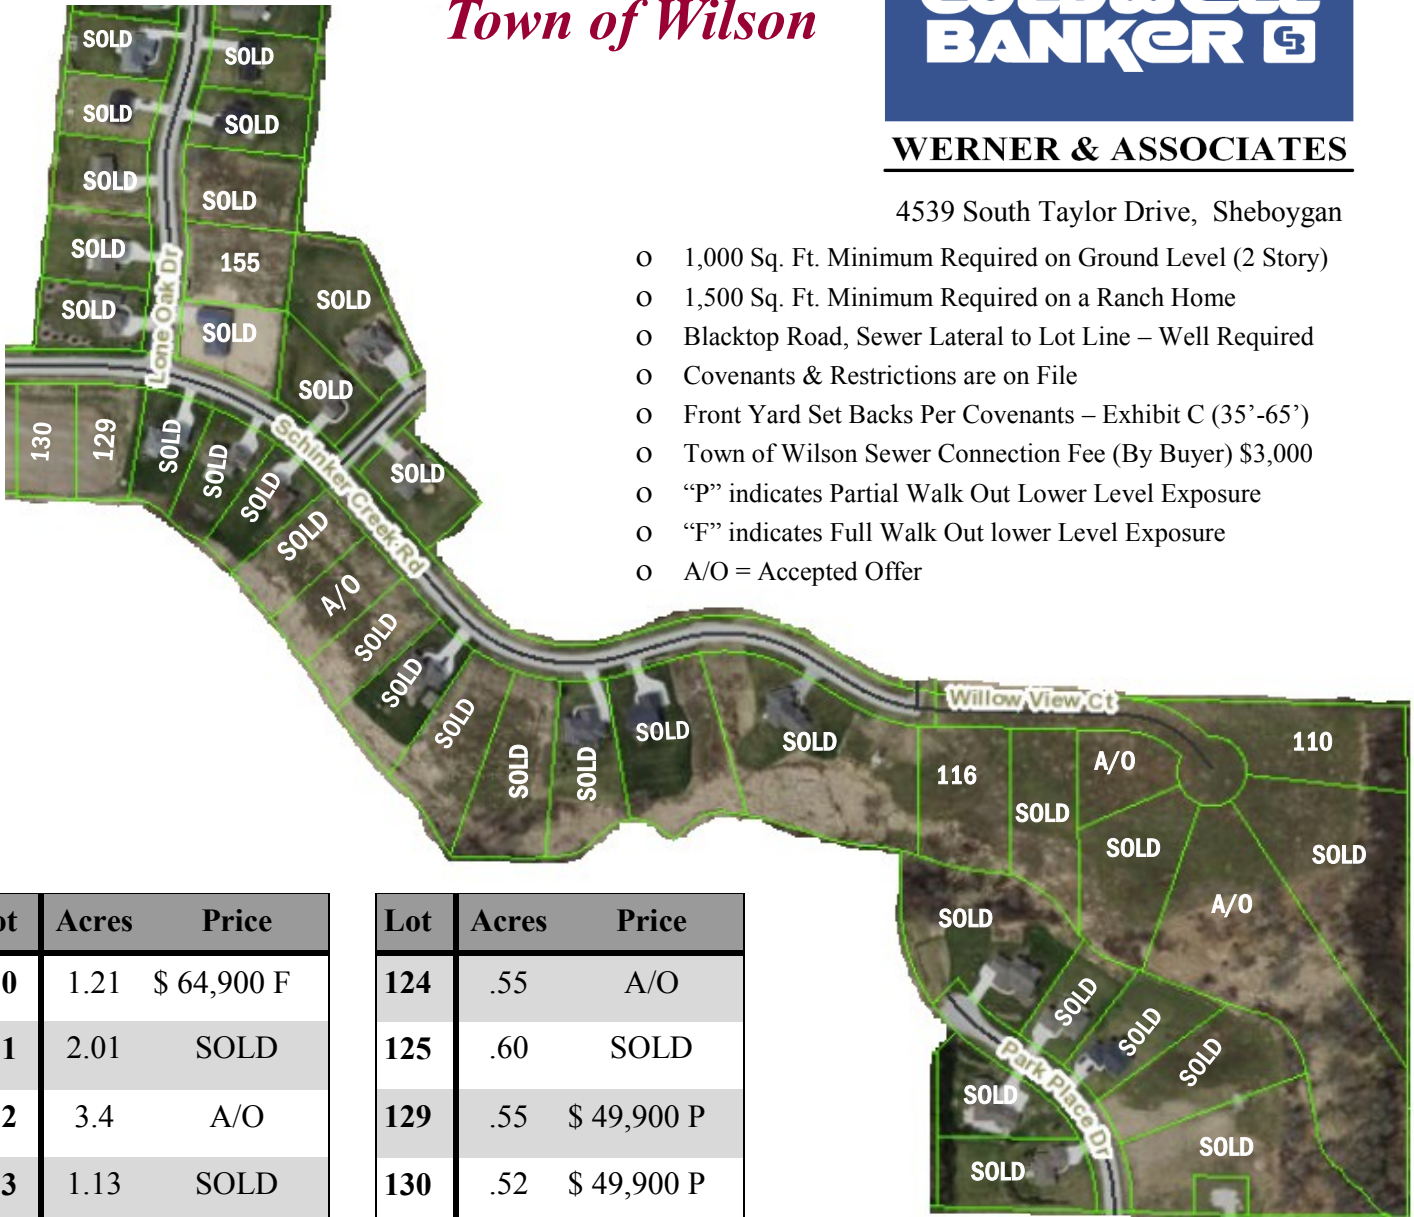 Town of Wilson
COLDWELL
BANKER CB
WERNER & ASSOCIATES
4539 South Taylor Drive, Sheboygan
o 1,000 Sq. Ft. Minimum Required on Ground Level (2 Story)
o 1,500 Sq. Ft. Minimum Required on a Ranch Home
o Blacktop Road, Sewer Lateral to Lot Line – Well Required
o Covenants & Restrictions are on File
o Front Yard Set Backs Per Covenants – Exhibit C (35’-65’)
o Town of Wilson Sewer Connection Fee (By Buyer) $3,000
o “P” indicates Partial Walk Out Lower Level Exposure
o “F” indicates Full Walk Out lower Level Exposure
o A/O = Accepted Offer
SOLD
SOLD
SOLD
SOLD
SOLD
SOLD
SOLD
155
SOLD
SOLD
SOLD
Lone Oak Dr
SOLD
130
129
SOLD
SOLD
SOLD
Schinker Creek Rd
SOLD
SOLD
A/O
SOLD
SOLD
SOLD
SOLD
SOLD
SOLD
SOLD
Willow View Ct
116
SOLD
A/O
110
SOLD
SOLD
A/O
SOLD
SOLD
SOLD
SOLD
Park Place Dr
SOLD
SOLD
SOLD
ot Acres Price
0 1.21 $ 64,900 F
1 2.01 SOLD
2 3.4 A/O
3 1.13 SOLD
Lot Acres Price
124 .55 A/O
125 .60 SOLD
129 .55 $ 49,900 P
130 .52 $ 49,900 P